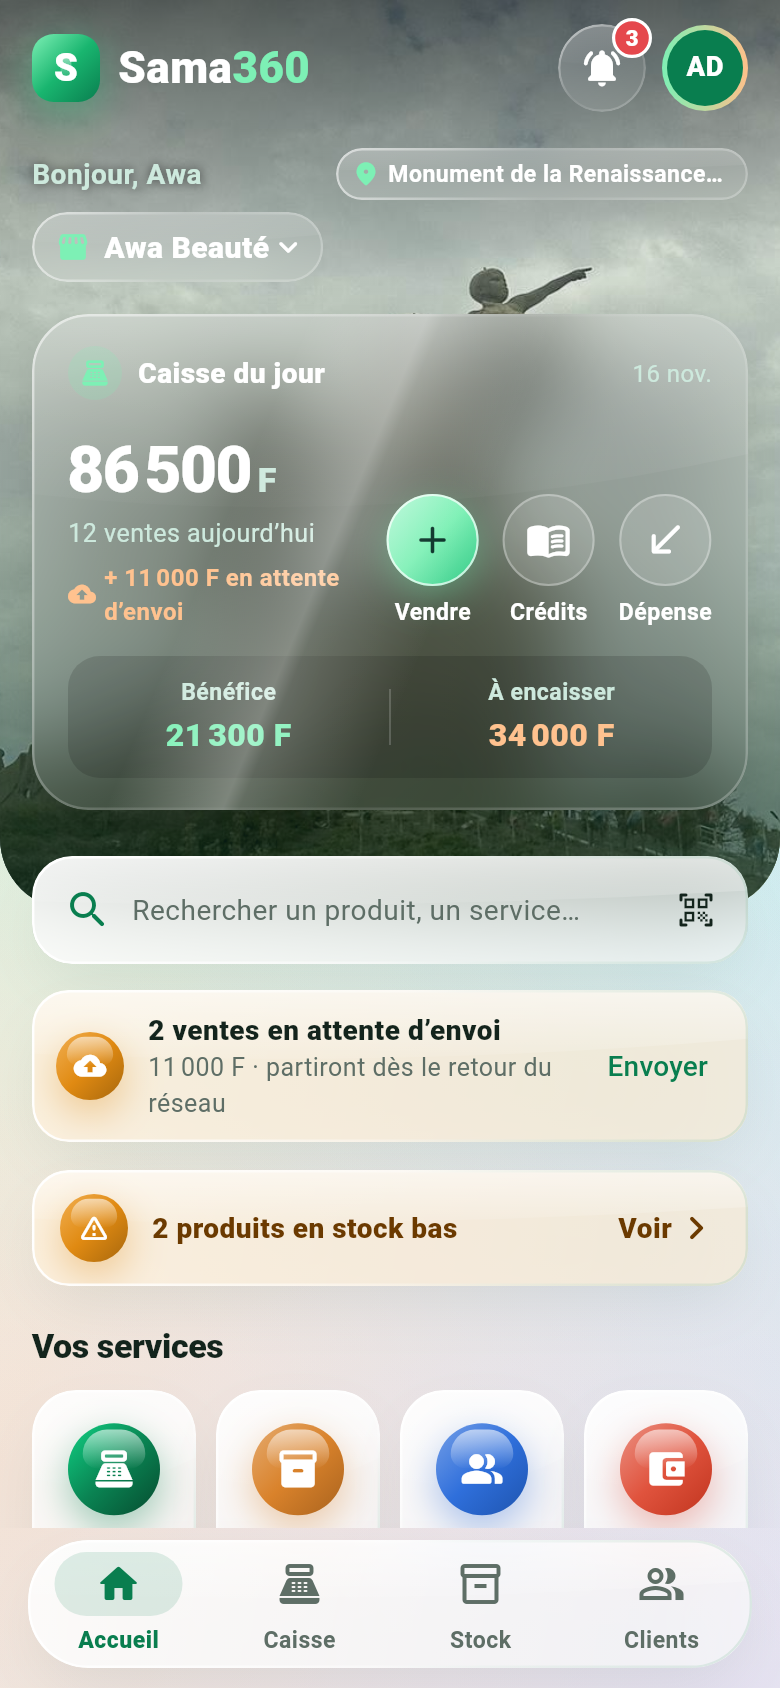 S Sama360
3
AD
Bonjour, Awa
Monument de la Renaissance…
Awa Beauté
Caisse du jour
16 nov.
86 500 F
12 ventes aujourd’hui
+ 11 000 F en attente
d’envoi
Vendre
Crédits
Dépense
Bénéfice
À encaisser
21 300 F
34 000 F
Rechercher un produit, un service…
2 ventes en attente d’envoi
11 000 F · partiront dès le retour du
réseau
Envoyer
2 produits en stock bas
Voir
Vos services
Accueil
Caisse
Stock
Clients